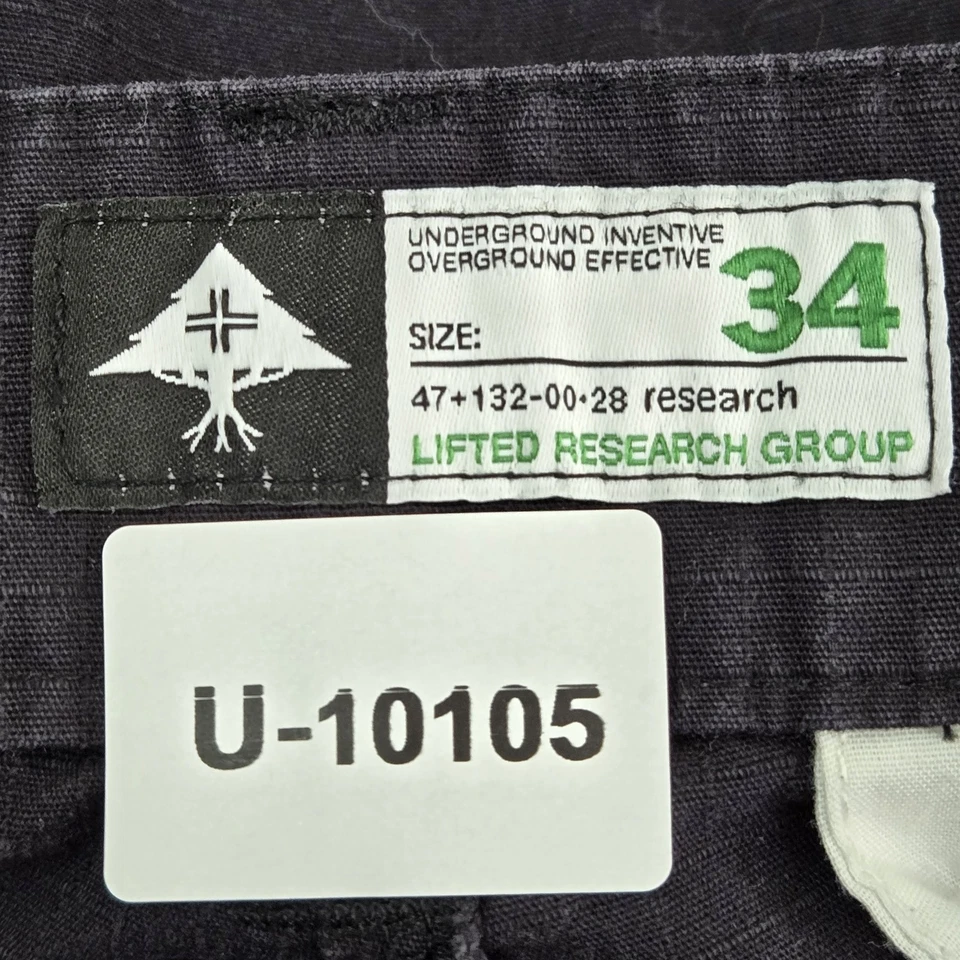 UNDERGROUND INVENTIVE
OVERGROUND EFFECTIVE
34
SIZE:
47+132-00·28 research
LIFTED RESEARCH GROUP
U-10105